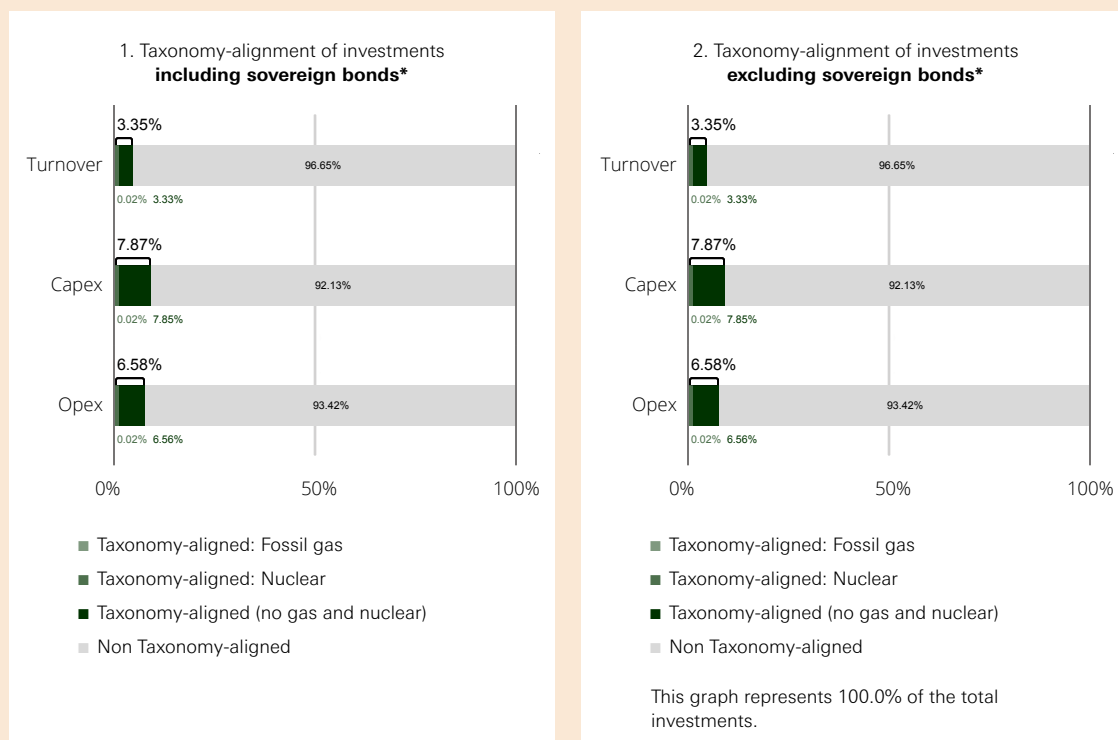 1. Taxonomy-alignment of investments
including sovereign bonds*
3.35%
Turnover
96.65%
0.02% 3.33%
7.87%
Capex
92.13%
0.02% 7.85%
6.58%
Opex
93.42%
0.02% 6.56%
0% 50% 100%
Taxonomy-aligned: Fossil gas
Taxonomy-aligned: Nuclear
Taxonomy-aligned (no gas and nuclear)
Non Taxonomy-aligned
2. Taxonomy-alignment of investments
excluding sovereign bonds*
3.35%
Turnover
96.65%
0.02% 3.33%
7.87%
Capex
92.13%
0.02% 7.85%
6.58%
Opex
93.42%
0.02% 6.56%
0% 50% 100%
Taxonomy-aligned: Fossil gas
Taxonomy-aligned: Nuclear
Taxonomy-aligned (no gas and nuclear)
Non Taxonomy-aligned
This graph represents 100.0% of the total
investments.